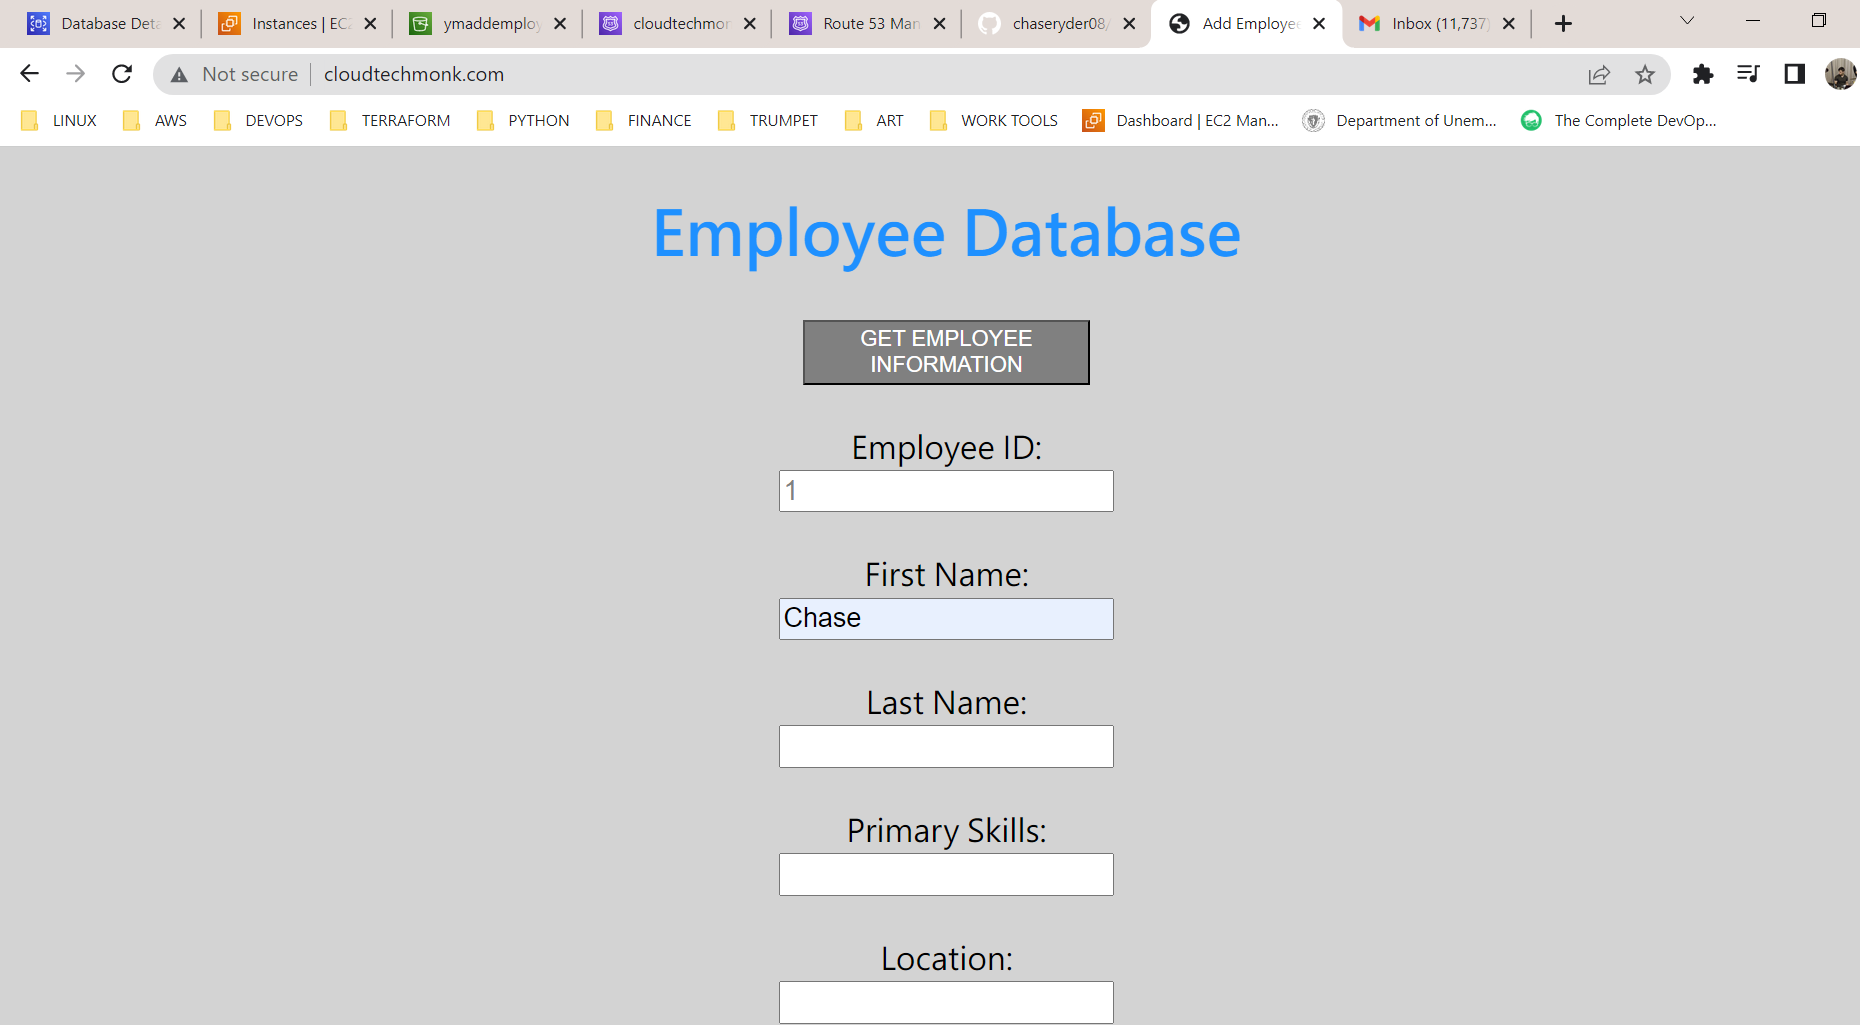 Database Deta
Instances | EC2
ymaddemploy
cloudtechmon
Route 53 Man
chaseryder08/
Add Employee
Inbox (11,737)
Not secure
cloudtechmonk.com
LINUX
AWS
DEVOPS
TERRAFORM
PYTHON
FINANCE
TRUMPET
ART
WORK TOOLS
Dashboard | EC2 Man...
Department of Unem...
The Complete DevOp...
Employee Database
GET EMPLOYEE
INFORMATION
Employee ID:
1
First Name:
Chase
Last Name:
Primary Skills:
Location: